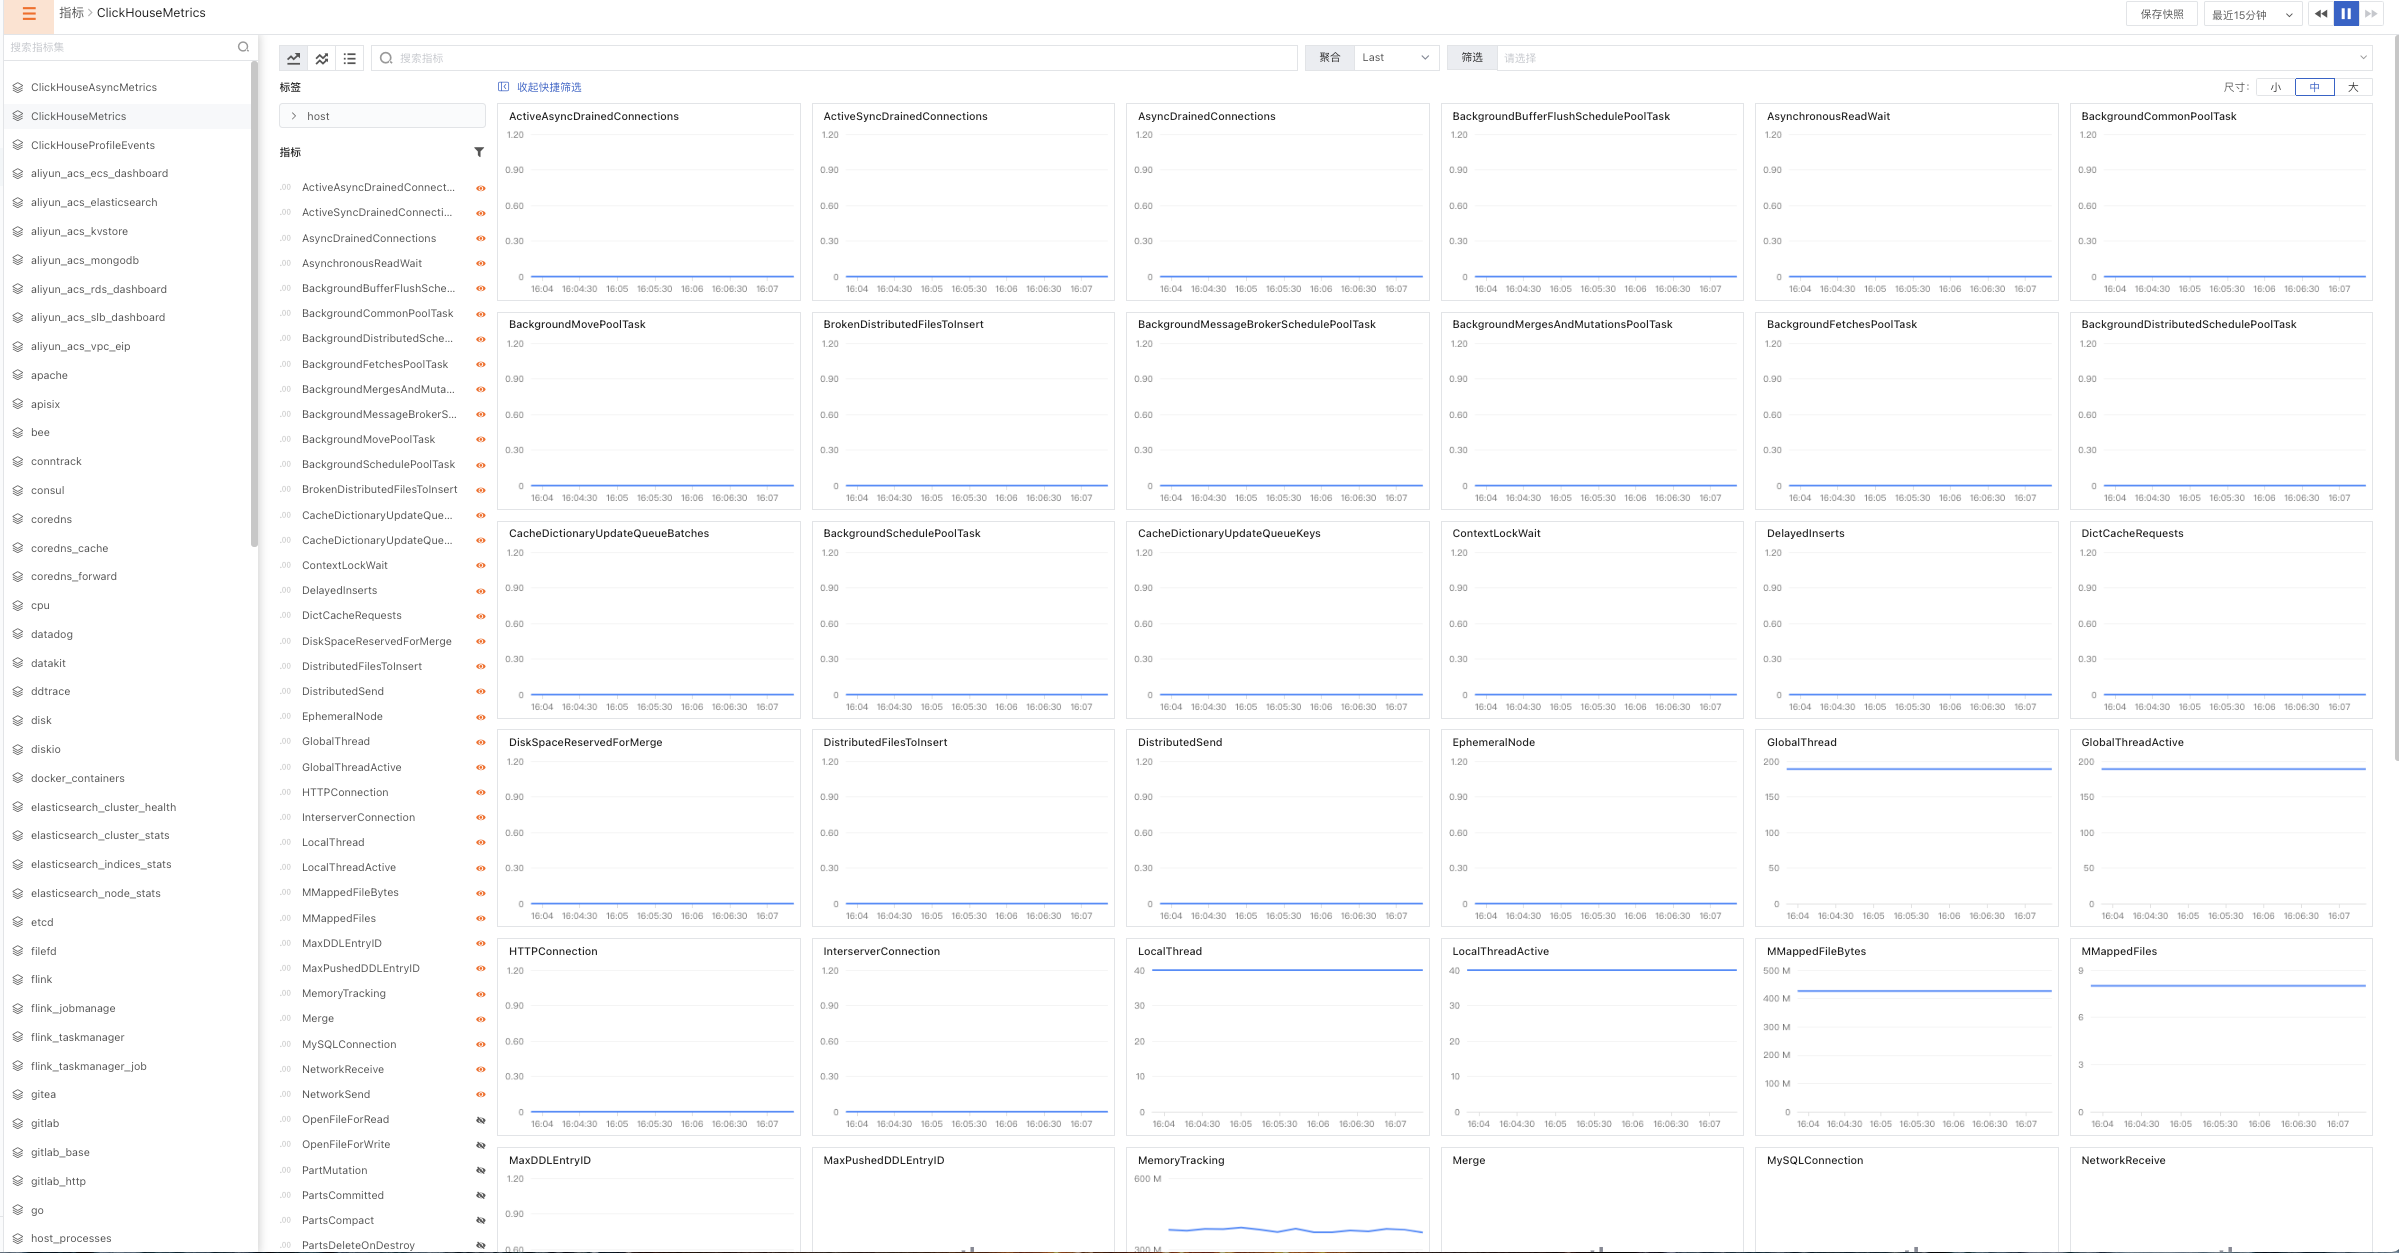 指标 > ClickHouseMetrics
保存快照
最近15分钟
搜索指标集
ClickHouseAsyncMetrics
ClickHouseMetrics
ClickHouseProfileEvents
aliyun_acs_ecs_dashboard
aliyun_acs_elasticsearch
aliyun_acs_kvstore
aliyun_acs_mongodb
aliyun_acs_rds_dashboard
aliyun_acs_slb_dashboard
aliyun_acs_vpc_eip
apache
apisix
bee
conntrack
consul
coredns
coredns_cache
coredns_forward
cpu
datadog
datakit
ddtrace
disk
diskio
docker_containers
elasticsearch_cluster_health
elasticsearch_cluster_stats
elasticsearch_indices_stats
elasticsearch_node_stats
etcd
filefd
flink
flink_jobmanage
flink_taskmanager
flink_taskmanager_job
gitea
gitlab
gitlab_base
gitlab_http
go
host_processes
搜索指标
聚合 Last
筛选 请选择
标签
收起快捷筛选
尺寸: 小 中 大
host
指标
.00 ActiveAsyncDrainedConnect...
.00 ActiveSyncDrainedConnecti...
.00 AsyncDrainedConnections
.00 AsynchronousReadWait
.00 BackgroundBufferFlushSche...
.00 BackgroundCommonPoolTask
.00 BackgroundDistributedSche...
.00 BackgroundFetchesPoolTask
.00 BackgroundMergesAndMuta...
.00 BackgroundMessageBrokerS...
.00 BackgroundMovePoolTask
.00 BackgroundSchedulePoolTask
.00 BrokenDistributedFilesToInsert
.00 CacheDictionaryUpdateQue...
.00 CacheDictionaryUpdateQue...
.00 ContextLockWait
.00 DelayedInserts
.00 DictCacheRequests
.00 DiskSpaceReservedForMerge
.00 DistributedFilesToInsert
.00 DistributedSend
.00 EphemeralNode
.00 GlobalThread
.00 GlobalThreadActive
.00 HTTPConnection
.00 InterserverConnection
.00 LocalThread
.00 LocalThreadActive
.00 MMappedFileBytes
.00 MMappedFiles
.00 MaxDDLEntryID
.00 MaxPushedDDLEntryID
.00 MemoryTracking
.00 Merge
.00 MySQLConnection
.00 NetworkReceive
.00 NetworkSend
.00 OpenFileForRead
.00 OpenFileForWrite
.00 PartMutation
.00 PartsCommitted
.00 PartsCompact
.00 PartsDeleteOnDestroy
ActiveAsyncDrainedConnections
1.20
0.90
0.60
0.30
0
16:04 16:04:30 16:05 16:05:30 16:06 16:06:30 16:07
ActiveSyncDrainedConnections
1.20
0.90
0.60
0.30
0
16:04 16:04:30 16:05 16:05:30 16:06 16:06:30 16:07
AsyncDrainedConnections
1.20
0.90
0.60
0.30
0
16:04 16:04:30 16:05 16:05:30 16:06 16:06:30 16:07
BackgroundBufferFlushSchedulePoolTask
1.20
0.90
0.60
0.30
0
16:04 16:04:30 16:05 16:05:30 16:06 16:06:30 16:07
AsynchronousReadWait
1.20
0.90
0.60
0.30
0
16:04 16:04:30 16:05 16:05:30 16:06 16:06:30 16:07
BackgroundCommonPoolTask
1.20
0.90
0.60
0.30
0
16:04 16:04:30 16:05 16:05:30 16:06 16:06:30 16:07
BackgroundMovePoolTask
1.20
0.90
0.60
0.30
0
16:04 16:04:30 16:05 16:05:30 16:06 16:06:30 16:07
BrokenDistributedFilesToInsert
1.20
0.90
0.60
0.30
0
16:04 16:04:30 16:05 16:05:30 16:06 16:06:30 16:07
BackgroundMessageBrokerSchedulePoolTask
1.20
0.90
0.60
0.30
0
16:04 16:04:30 16:05 16:05:30 16:06 16:06:30 16:07
BackgroundMergesAndMutationsPoolTask
1.20
0.90
0.60
0.30
0
16:04 16:04:30 16:05 16:05:30 16:06 16:06:30 16:07
BackgroundFetchesPoolTask
1.20
0.90
0.60
0.30
0
16:04 16:04:30 16:05 16:05:30 16:06 16:06:30 16:07
BackgroundDistributedSchedulePoolTask
1.20
0.90
0.60
0.30
0
16:04 16:04:30 16:05 16:05:30 16:06 16:06:30 16:07
CacheDictionaryUpdateQueueBatches
1.20
0.90
0.60
0.30
0
16:04 16:04:30 16:05 16:05:30 16:06 16:06:30 16:07
BackgroundSchedulePoolTask
1.20
0.90
0.60
0.30
0
16:04 16:04:30 16:05 16:05:30 16:06 16:06:30 16:07
CacheDictionaryUpdateQueueKeys
1.20
0.90
0.60
0.30
0
16:04 16:04:30 16:05 16:05:30 16:06 16:06:30 16:07
ContextLockWait
1.20
0.90
0.60
0.30
0
16:04 16:04:30 16:05 16:05:30 16:06 16:06:30 16:07
DelayedInserts
1.20
0.90
0.60
0.30
0
16:04 16:04:30 16:05 16:05:30 16:06 16:06:30 16:07
DictCacheRequests
1.20
0.90
0.60
0.30
0
16:04 16:04:30 16:05 16:05:30 16:06 16:06:30 16:07
DiskSpaceReservedForMerge
1.20
0.90
0.60
0.30
0
16:04 16:04:30 16:05 16:05:30 16:06 16:06:30 16:07
DistributedFilesToInsert
1.20
0.90
0.60
0.30
0
16:04 16:04:30 16:05 16:05:30 16:06 16:06:30 16:07
DistributedSend
1.20
0.90
0.60
0.30
0
16:04 16:04:30 16:05 16:05:30 16:06 16:06:30 16:07
EphemeralNode
1.20
0.90
0.60
0.30
0
16:04 16:04:30 16:05 16:05:30 16:06 16:06:30 16:07
GlobalThread
200
150
100
50
0
16:04 16:04:30 16:05 16:05:30 16:06 16:06:30 16:07
GlobalThreadActive
200
150
100
50
0
16:04 16:04:30 16:05 16:05:30 16:06 16:06:30 16:07
HTTPConnection
1.20
0.90
0.60
0.30
0
16:04 16:04:30 16:05 16:05:30 16:06 16:06:30 16:07
InterserverConnection
1.20
0.90
0.60
0.30
0
16:04 16:04:30 16:05 16:05:30 16:06 16:06:30 16:07
LocalThread
40
30
20
10
0
16:04 16:04:30 16:05 16:05:30 16:06 16:06:30 16:07
LocalThreadActive
40
30
20
10
0
16:04 16:04:30 16:05 16:05:30 16:06 16:06:30 16:07
MMappedFileBytes
500 M
400 M
300 M
200 M
100 M
0
16:04 16:04:30 16:05 16:05:30 16:06 16:06:30 16:07
MMappedFiles
9
6
3
0
16:04 16:04:30 16:05 16:05:30 16:06 16:06:30 16:07
MaxDDLEntryID
1.20
0.90
0.60
MaxPushedDDLEntryID
MemoryTracking
600 M
300 M
Merge
MySQLConnection
NetworkReceive